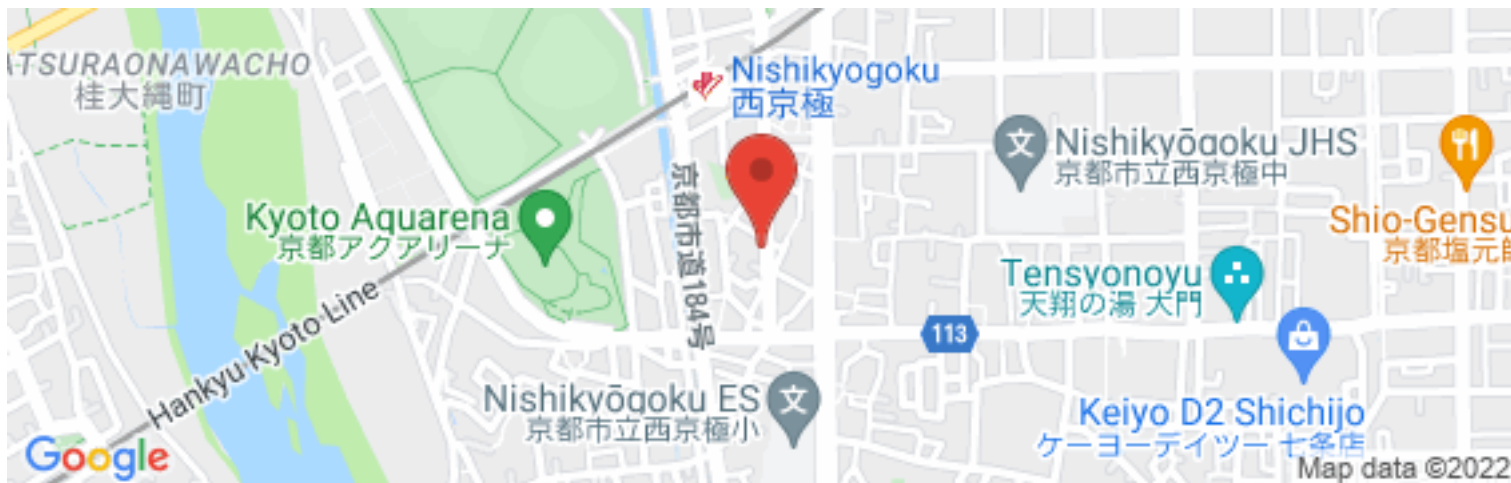 ATSURAONAWACHO
桂大縄町
Nishikyogoku
西京極
Nishikyōgoku JHS
京都市立西京極中
Kyoto Aquarena
京都アクアリーナ
京都市道184号
Shio-Gensu
京都塩元帥
Tensyonoyu
天翔の湯 大門
Hankyu Kyoto Line
113
Nishikyōgoku ES
京都市立西京極小
Keiyo D2 Shichijo
ケーヨーデイツー 七条店
Google
Map data ©2022